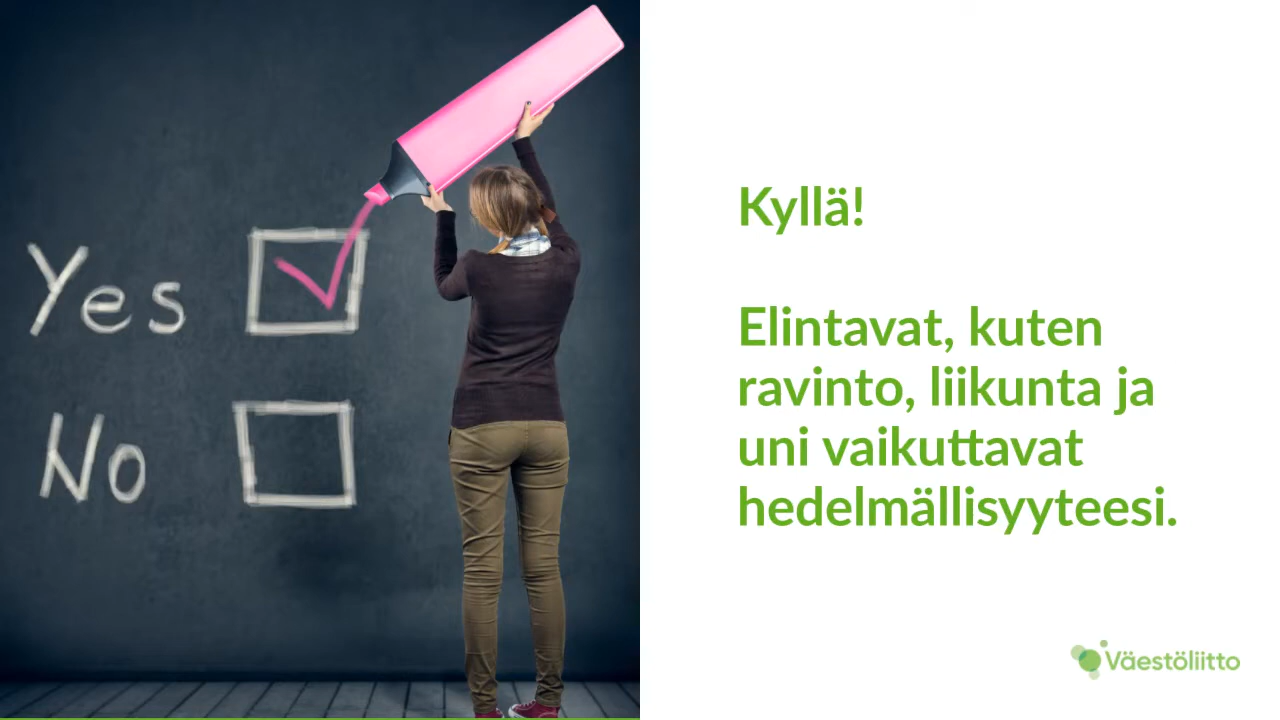 Yes
No
Kyllä!
Elintavat, kuten
ravinto, liikunta ja
uni vaikuttavat
hedelmällisyyteesi.
Väestöliitto